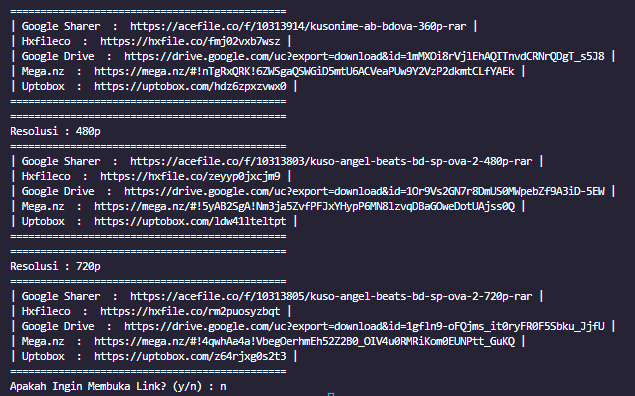 ==============================================
| Google Sharer  :  https://acefile.co/f/10313914/kusonime-ab-bdova-360p-rar |
| Hxfileco  :  https://hxfile.co/fmj02vxb7wsz |
| Google Drive  :  https://drive.google.com/uc?export=download&id=1mMXOi8rVjlEhAQITnvdCRNrQDgT_s5J8 |
| Mega.nz  :  https://mega.nz/#!nTgRxQRK!6ZWSgaQSWGiD5mtU6ACVeaPUw9Y2VzP2dkmtCLfYAEk |
| Uptobox  :  https://uptobox.com/hdz6zpxzvwx0 |
==============================================
==============================================
Resolusi : 480p
==============================================
| Google Sharer  :  https://acefile.co/f/10313803/kuso-angel-beats-bd-sp-ova-2-480p-rar |
| Hxfileco  :  https://hxfile.co/zeyyp0jxcjm9 |
| Google Drive  :  https://drive.google.com/uc?export=download&id=1Or9Vs2GN7r8DmUS0MWpebZf9A3iD-5EW |
| Mega.nz  :  https://mega.nz/#!5yAB2SgA!Nm3ja5ZvfPFJxYHypP6MN8lzvqDBaGOweDotUAjss0Q |
| Uptobox  :  https://uptobox.com/ldw4llteltpt |
==============================================
==============================================
Resolusi : 720p
==============================================
| Google Sharer  :  https://acefile.co/f/10313805/kuso-angel-beats-bd-sp-ova-2-720p-rar |
| Hxfileco  :  https://hxfile.co/rm2puosyzbqt |
| Google Drive  :  https://drive.google.com/uc?export=download&id=1gfln9-oFQjms_it0ryFR0F5Sbku_JjfU |
| Mega.nz  :  https://mega.nz/#!4qwhAa4a!VbegOerhmEh52Z2B0_OIV4u0RMRiKom0EUNPtt_GuKQ |
| Uptobox  :  https://uptobox.com/z64rjxg0s2t3 |
==============================================
Apakah Ingin Membuka Link? (y/n) : n